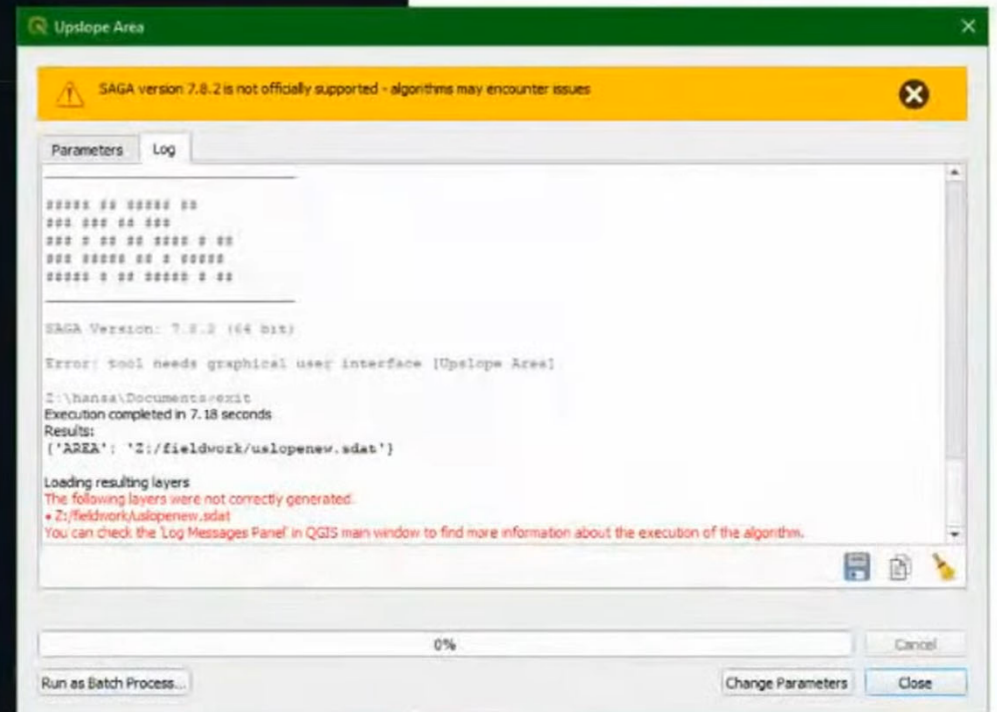 Upslope Area
SAGA version 7.8.2 is not officially supported - algorithms may encounter issues
Parameters
Log
##### ## ##### ##
### ### ## ###
### # ## ## #### # ##
### ##### ## # #####
##### # ## ##### # ##
SAGA Version: 7.8.2 (64 bit)
Error: tool needs graphical user interface [Upslope Area]
Z:\hansa\Documents>exit
Execution completed in 7.18 seconds
Results:
{'AREA': 'Z:/fieldwork/uslopenew.sdat'}
Loading resulting layers
The following layers were not correctly generated.
• Z:/fieldwork/uslopenew.sdat
You can check the 'Log Messages Panel' in QGIS main window to find more information about the execution of the algorithm.
0%
Cancel
Run as Batch Process...
Change Parameters
Close